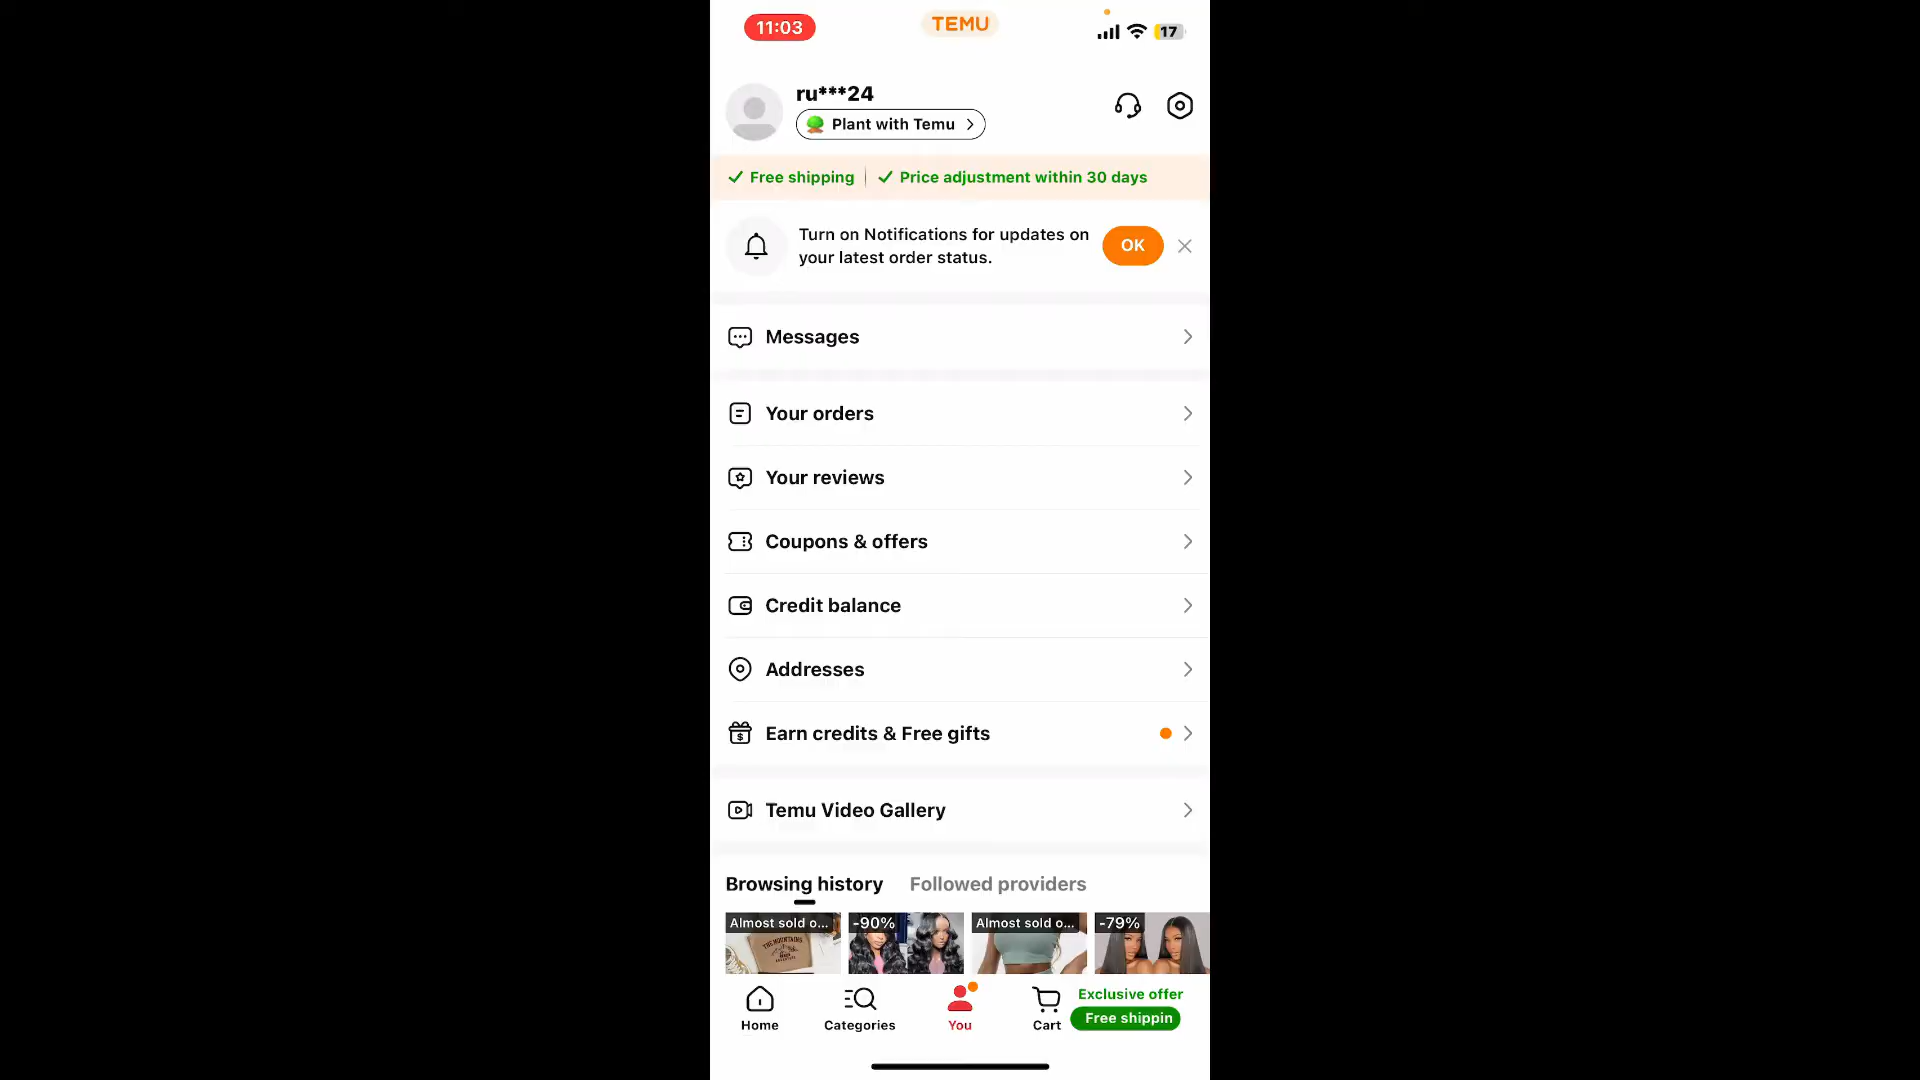 11:03
TEMU
17
ru***24
Plant with Temu
Free shipping
Price adjustment within 30 days
Turn on Notifications for updates on
your latest order status.
OK
Messages
Your orders
Your reviews
Coupons & offers
Credit balance
Addresses
Earn credits & Free gifts
Temu Video Gallery
Browsing history
Followed providers
Almost sold o...
-90%
Almost sold o...
-79%
THE MOUNTAINS
Home
Categories
You
Cart
Exclusive offer
Free shippin